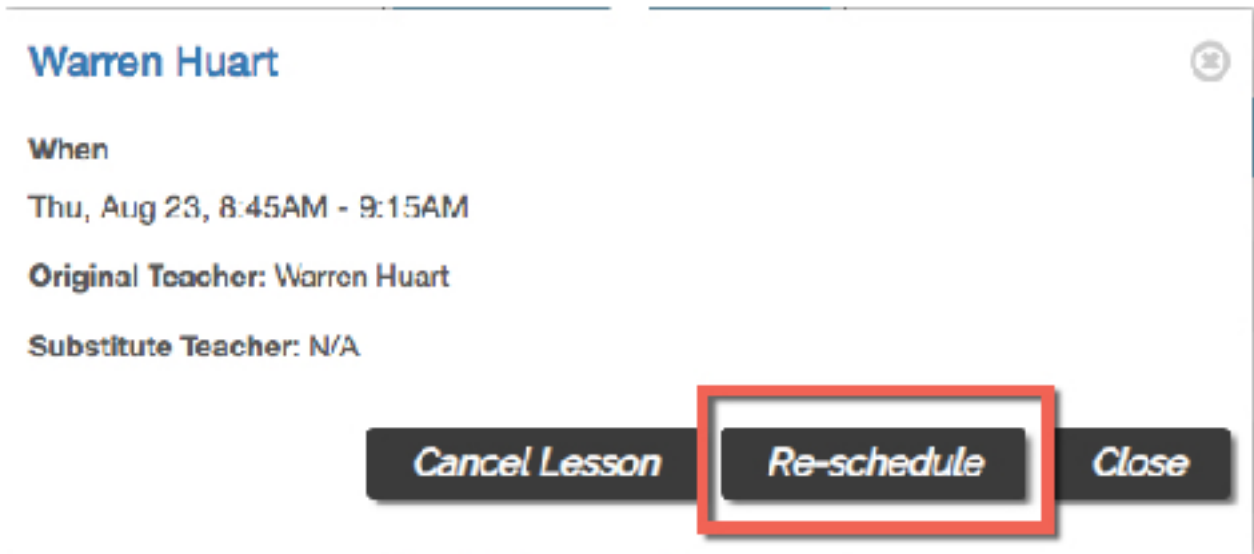 Warren Huart
When
Thu, Aug 23, 8:45AM - 9:15AM
Original Teacher: Warren Huart
Substitute Teacher: N/A
Cancel Lesson Re-schedule Close